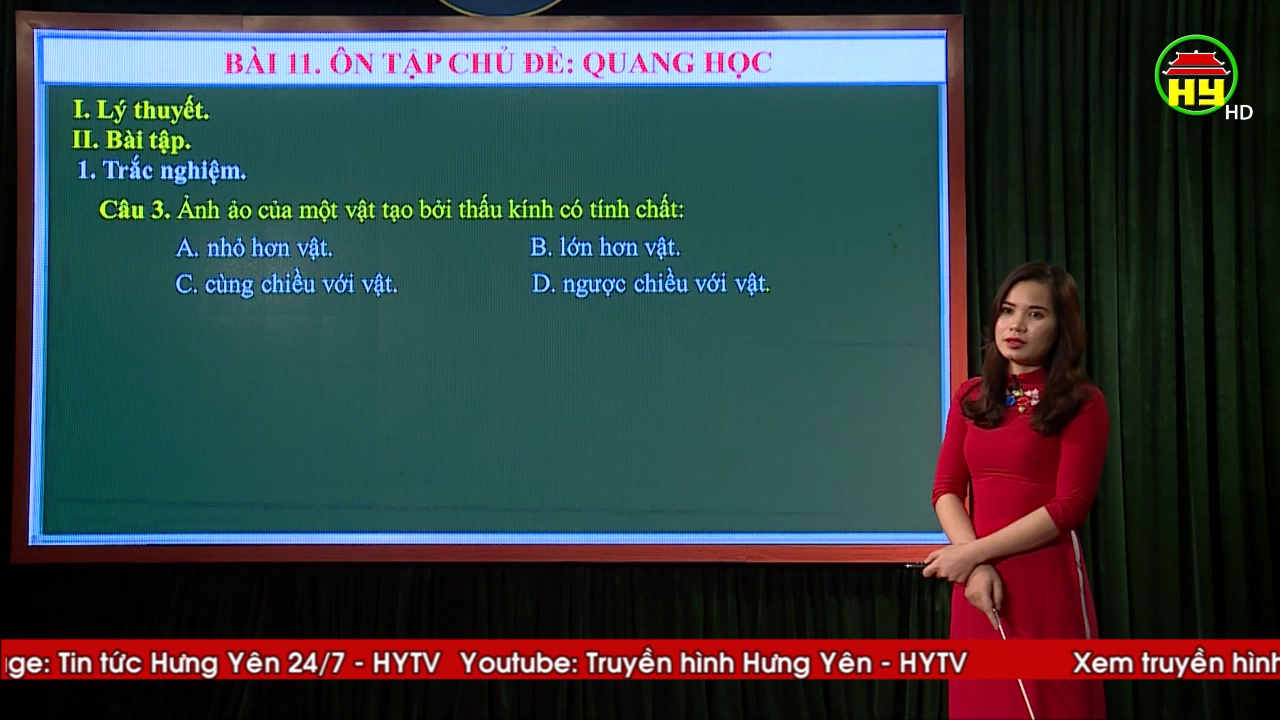 BÀI 11. ÔN TẬP CHỦ ĐỀ: QUANG HỌC
HY
HD
I. Lý thuyết.
II. Bài tập.
1. Trắc nghiệm.
Câu 3. Ảnh ảo của một vật tạo bởi thấu kính có tính chất:
A. nhỏ hơn vật. B. lớn hơn vật.
C. cùng chiều với vật. D. ngược chiều với vật.
ge: Tin tức Hưng Yên 24/7 - HYTV Youtube: Truyền hình Hưng Yên - HYTV Xem truyền hình